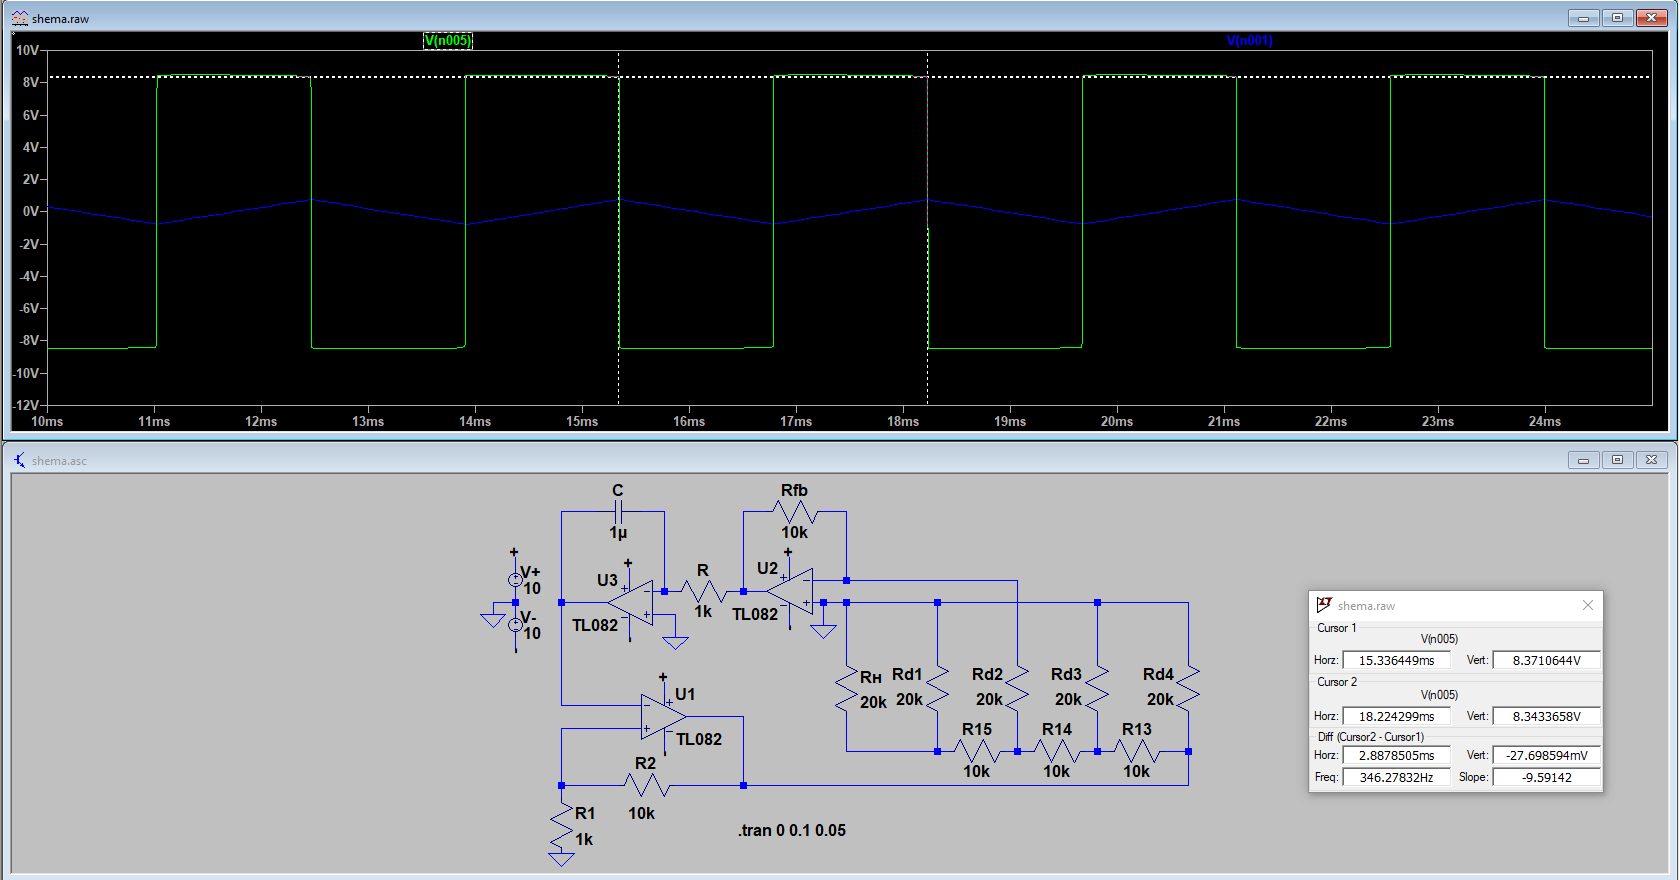 shema.raw
V(n005)
V(n001)
10V
8V
6V
4V
2V
0V
-2V
-4V
-6V
-8V
-10V
-12V
10ms 11ms 12ms 13ms 14ms 15ms 16ms 17ms 18ms 19ms 20ms 21ms 22ms 23ms 24ms
shema.asc
C
1µ
Rfb
10k
V+
10
V-
10
U3
TL082
R
1k
U2
TL082
U1
TL082
Rн
20k
Rd1
20k
Rd2
20k
Rd3
20k
Rd4
20k
R15
10k
R14
10k
R13
10k
R2
10k
R1
1k
.tran 0 0.1 0.05
shema.raw
Cursor 1
V(n005)
Horz: 15.336449ms Vert: 8.3710644V
Cursor 2
V(n005)
Horz: 18.224299ms Vert: 8.3433658V
Diff (Cursor2 - Cursor1)
Horz: 2.8878505ms Vert: -27.698594mV
Freq: 346.27832Hz Slope: -9.59142